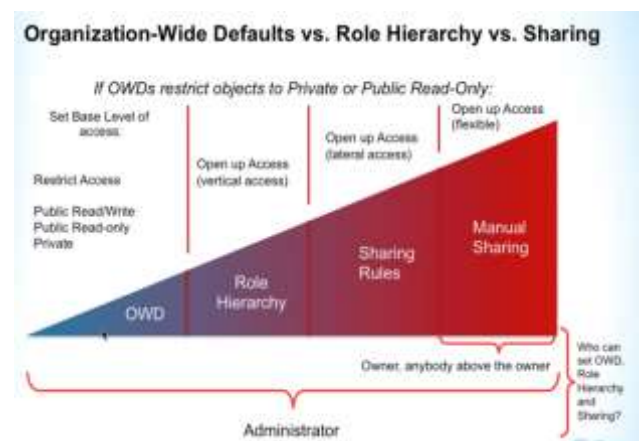 Organization-Wide Defaults vs. Role Hierarchy vs. Sharing
If OWDs restrict objects to Private or Public Read-Only:
Set Base Level of
access:
Restrict Access
Public Read/Write
Public Read-only
Private
Open up Access
(vertical access)
Open up Access
(lateral access)
Open up Access
(flexible)
OWD
Role
Hierarchy
Sharing
Rules
Manual
Sharing
Owner, anybody above the owner
Administrator
Who can
set OWD,
Role
Hierarchy
and
Sharing?